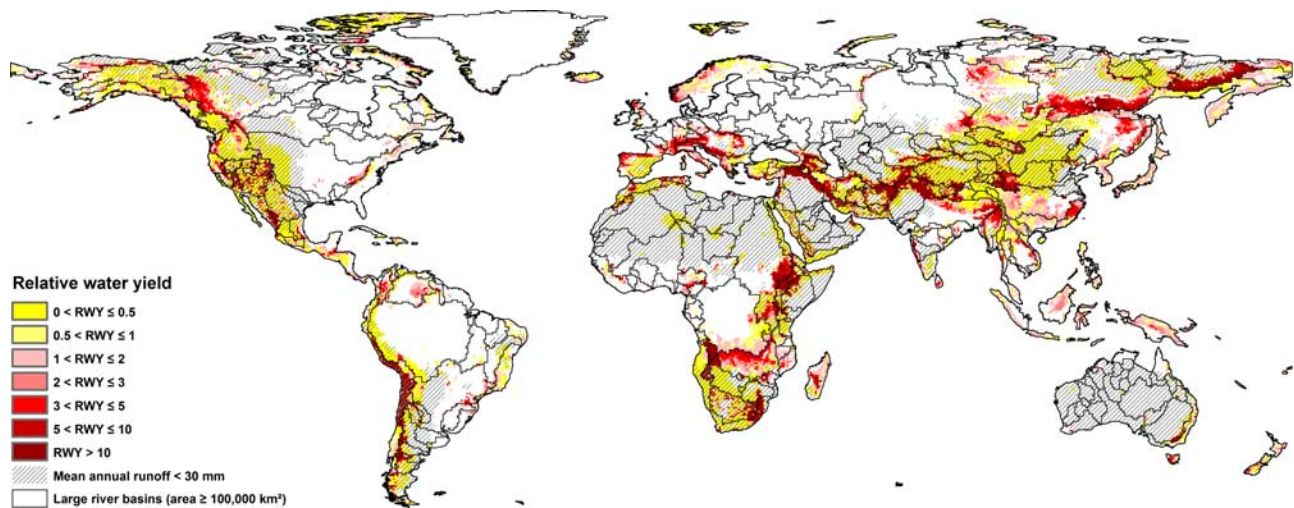 Relative water yield
0 < RWY ≤ 0.5
0.5 < RWY ≤ 1
1 < RWY ≤ 2
2 < RWY ≤ 3
3 < RWY ≤ 5
5 < RWY ≤ 10
RWY > 10
Mean annual runoff < 30 mm
Large river basins (area ≥ 100,000 km²)